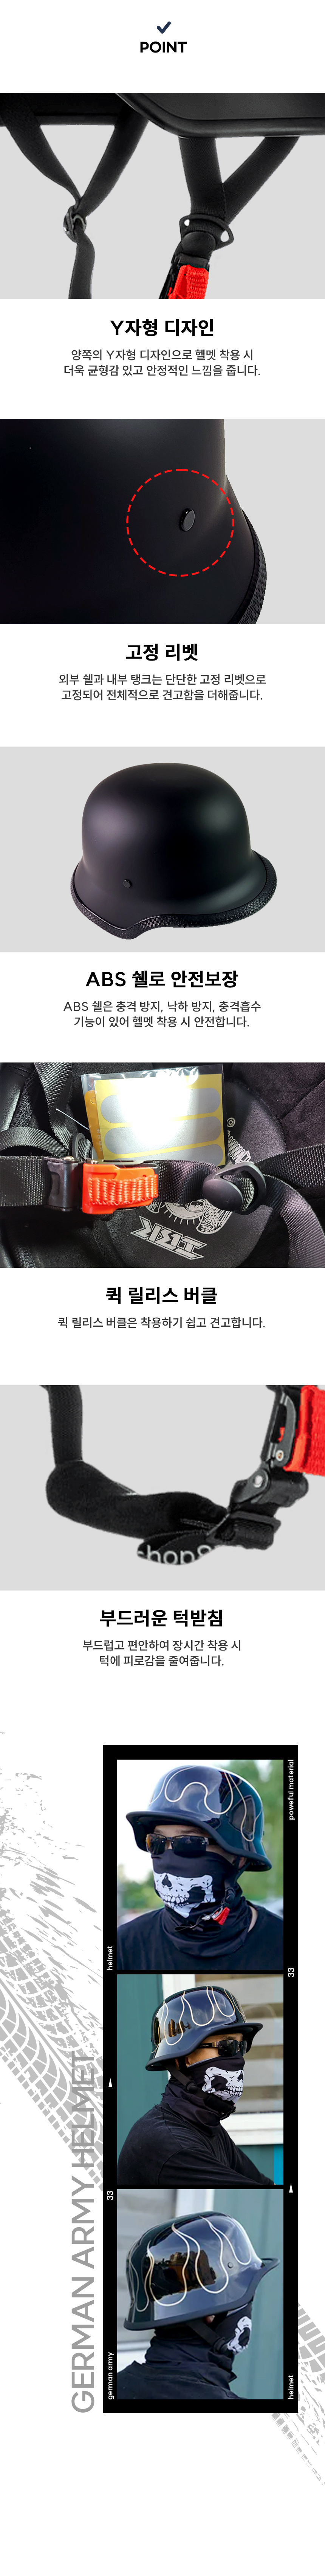 POINT
Y자형 디자인
양쪽의 Y자형 디자인으로 헬멧 착용 시
더욱 균형감 있고 안정적인 느낌을 줍니다.
고정 리벳
외부 쉘과 내부 탱크는 단단한 고정 리벳으로
고정되어 전체적으로 견고함을 더해줍니다.
ABS 쉘로 안전보장
ABS 쉘은 충격 방지, 낙하 방지, 충격흡수
기능이 있어 헬멧 착용 시 안전합니다.
퀵 릴리스 버클
퀵 릴리스 버클은 착용하기 쉽고 견고합니다.
부드러운 턱받침
부드럽고 편안하여 장시간 착용 시
턱에 피로감을 줄여줍니다.
poweful material
helmet
33
33
GERMAN ARMY HELMET
german army
helmet